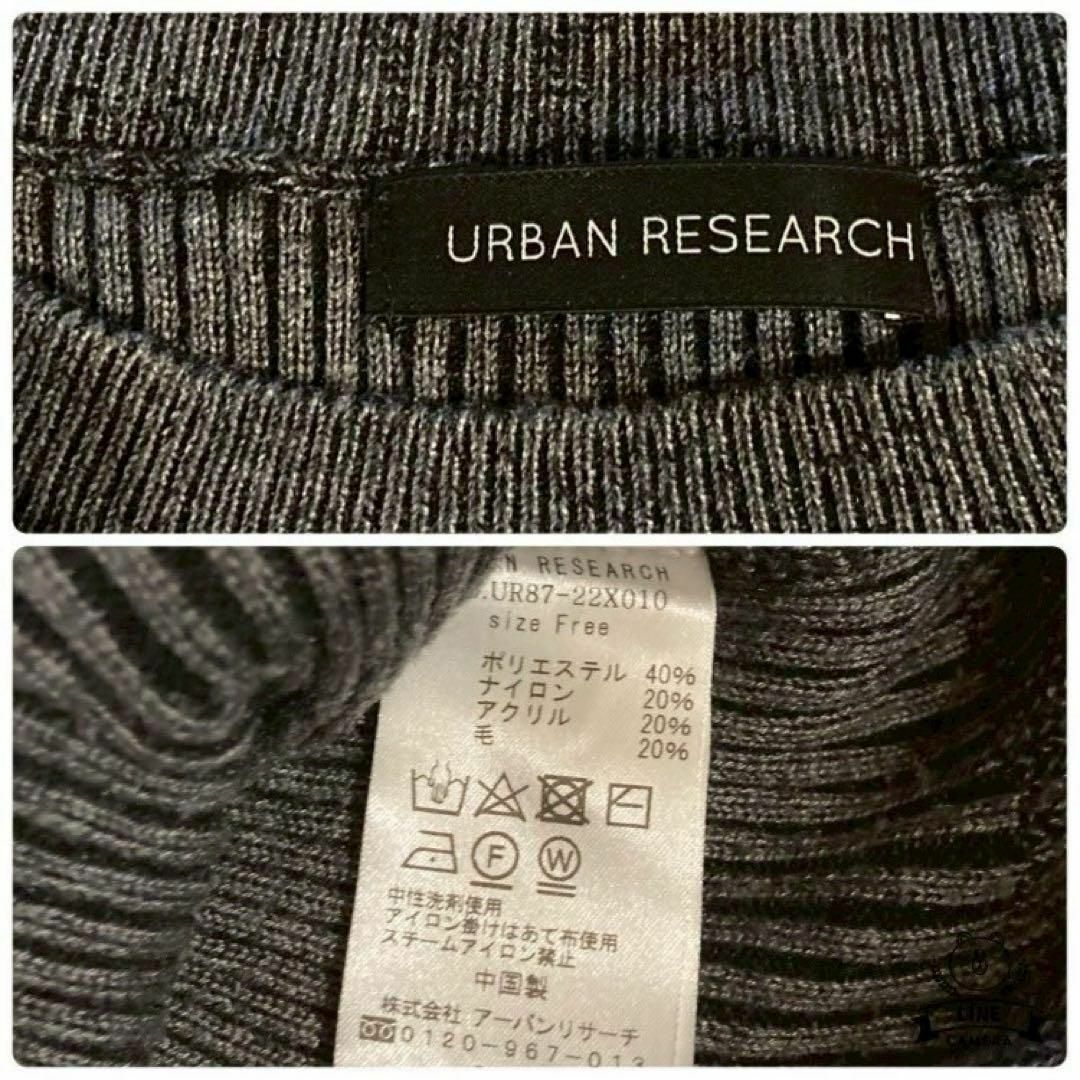 URBAN RESEARCH
N RESEARCH
.UR87-22X010
size Free
ポリエステル 40%
ナイロン 20%
アクリル 20%
毛 20%
F W
中性洗剤使用
アイロン掛けはあて布使用
スチームアイロン禁止
中国製
株式会社 アーバンリサーチ
0120-967-013
LINE
CAMERA